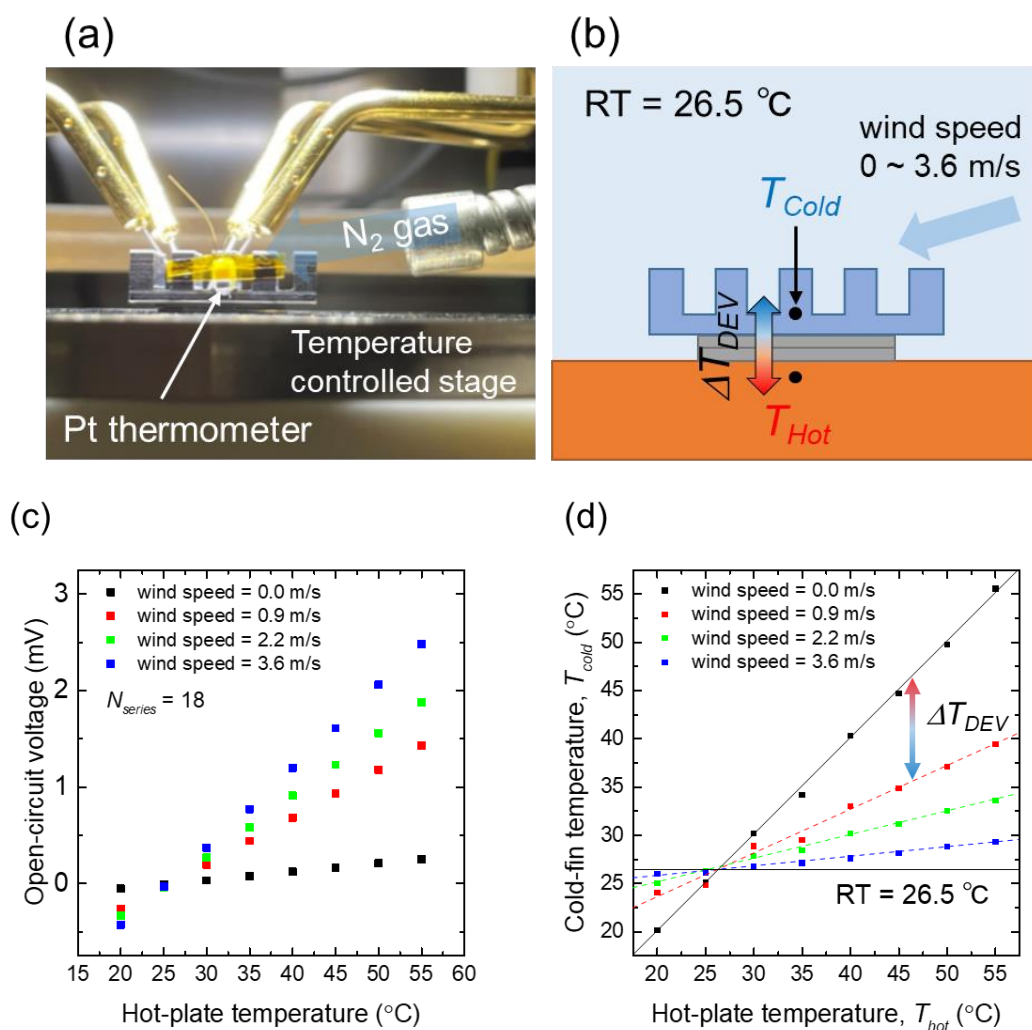 (a)
N2 gas
Temperature
controlled stage
Pt thermometer
(b)
RT = 26.5 °C
wind speed
0 ~ 3.6 m/s
TCold
ΔTDEV
THot
(c)
3
2
1
0
Open-circuit voltage (mV)
wind speed = 0.0 m/s
wind speed = 0.9 m/s
wind speed = 2.2 m/s
wind speed = 3.6 m/s
Nseries = 18
15 20 25 30 35 40 45 50 55 60
Hot-plate temperature (°C)
(d)
55
50
45
40
35
30
25
20
Cold-fin temperature, Tcold (°C)
wind speed = 0.0 m/s
wind speed = 0.9 m/s
wind speed = 2.2 m/s
wind speed = 3.6 m/s
ΔTDEV
RT = 26.5 °C
20 25 30 35 40 45 50 55
Hot-plate temperature, Thot (°C)